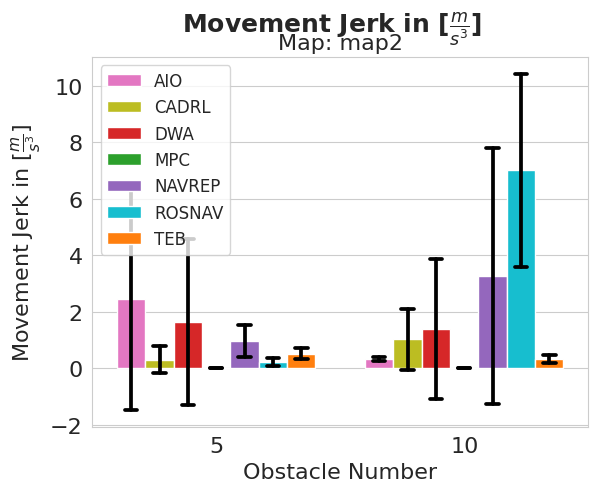 Movement Jerk in [m/s³]
Map: map2
Movement Jerk in [m/s³]
10
8
6
4
2
0
−2
AIO
CADRL
DWA
MPC
NAVREP
ROSNAV
TEB
5 10
Obstacle Number